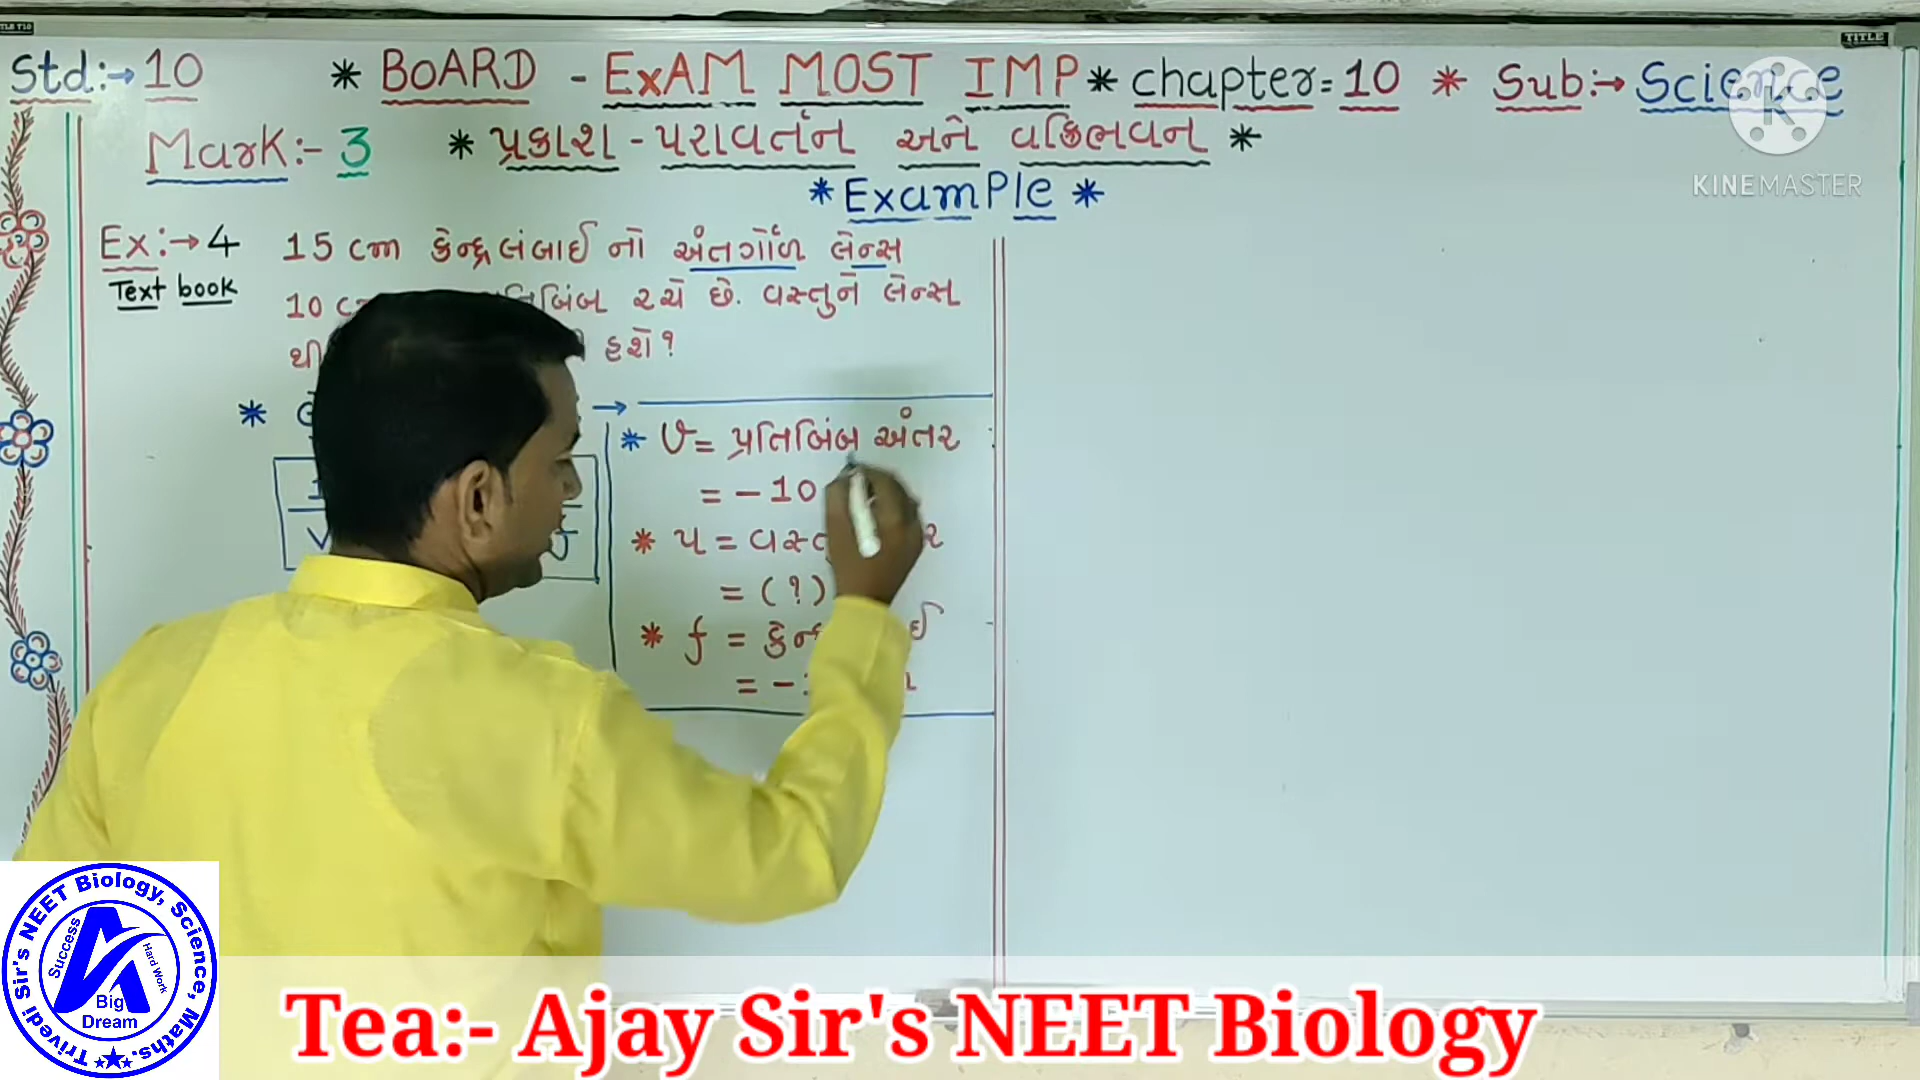 Std:→ 10 * BOARD - EXAM MOST IMP * chapter = 10 * Sub:→ Science
Mark:- 3 * પ્રકાશ - પરાવર્તન અને વક્રિભવન *
KINEMASTER
* Example *
Ex:→ 4 15 cm કેન્દ્રલંબાઈ નો અંતર્ગોળ લેન્સ
Text book
10 રચે છે. વસ્તુને લેન્સ
થી હશે?
* →
* v = પ્રતિબિંબ અંતર
= -10
* u =
= (?)
* f =
= -
Trivedi Sir's NEET Biology, Science, Maths.
Success
Hard Work
Big
Dream
Tea:- Ajay Sir's NEET Biology